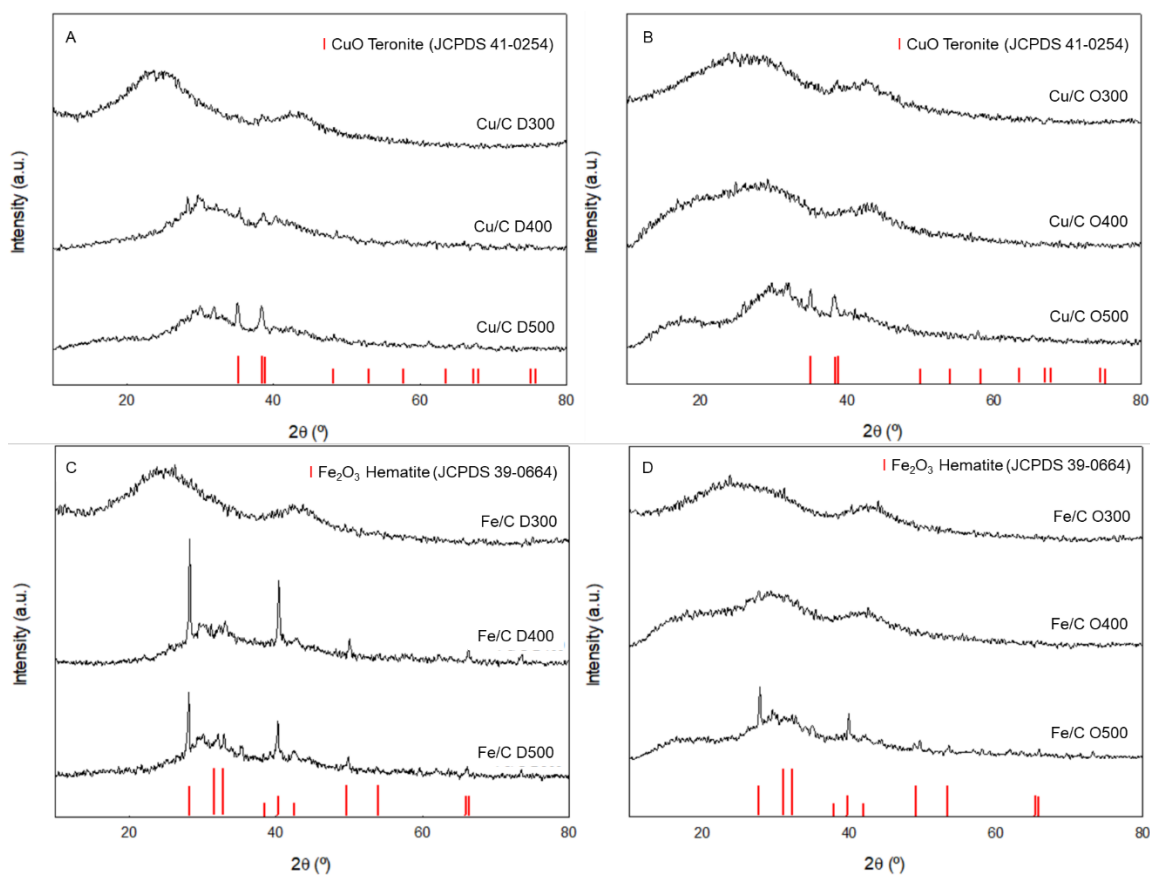 A
CuO Teronite (JCPDS 41-0254)
Cu/C D300
Cu/C D400
Cu/C D500
Intensity (a.u.)
20 40 60 80
2θ (º)
B
CuO Teronite (JCPDS 41-0254)
Cu/C O300
Cu/C O400
Cu/C O500
Intensity (a.u.)
20 40 60 80
2θ (º)
C
Fe₂O₃ Hematite (JCPDS 39-0664)
Fe/C D300
Fe/C D400
Fe/C D500
Intensity (a.u.)
20 40 60 80
2θ (º)
D
Fe₂O₃ Hematite (JCPDS 39-0664)
Fe/C O300
Fe/C O400
Fe/C O500
Intensity (a.u.)
20 40 60 80
2θ (º)